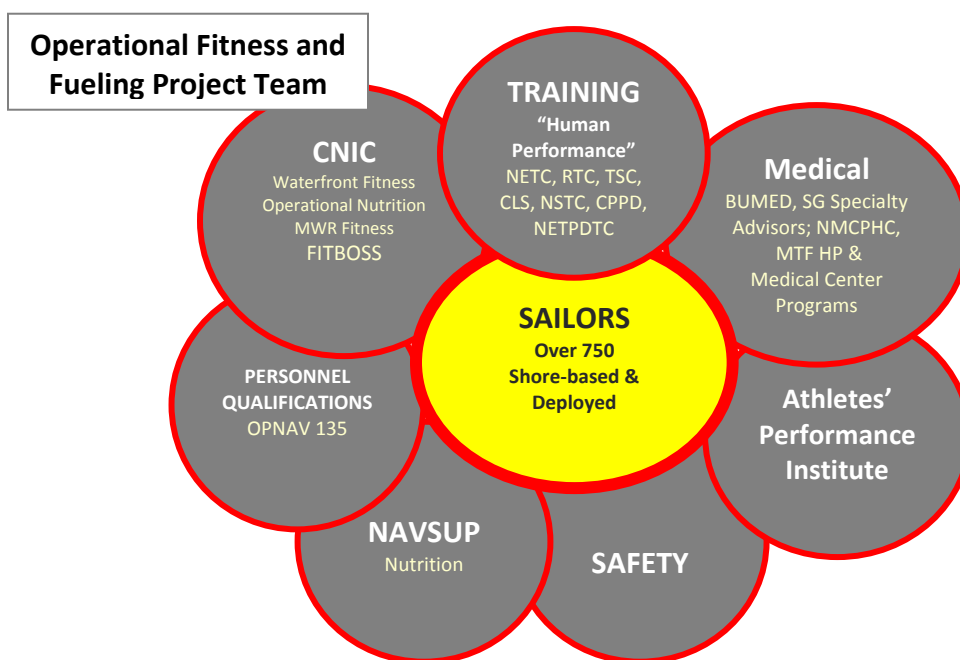 Operational Fitness and
Fueling Project Team
TRAINING
“Human
Performance”
NETC, RTC, TSC,
CLS, NSTC, CPPD,
NETPDTC
CNIC
Waterfront Fitness
Operational Nutrition
MWR Fitness
FITBOSS
Medical
BUMED, SG Specialty
Advisors; NMCPHC,
MTF HP &
Medical Center
Programs
SAILORS
Over 750
Shore-based &
Deployed
PERSONNEL
QUALIFICATIONS
OPNAV 135
Athletes’
Performance
Institute
NAVSUP
Nutrition
SAFETY